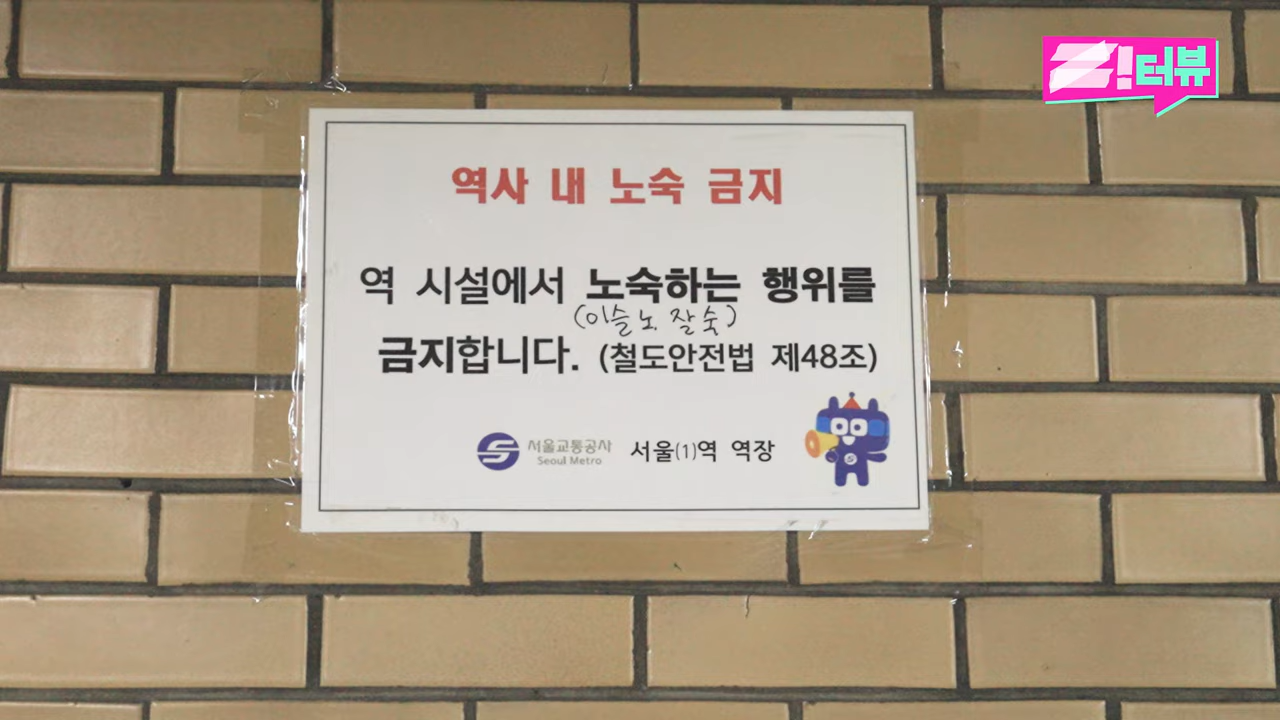 Z!터뷰
역사 내 노숙 금지
역 시설에서 노숙하는 행위를
(이슬노 잘숙)
금지합니다. (철도안전법 제48조)
서울교통공사
Seoul Metro
서울(1)역 역장